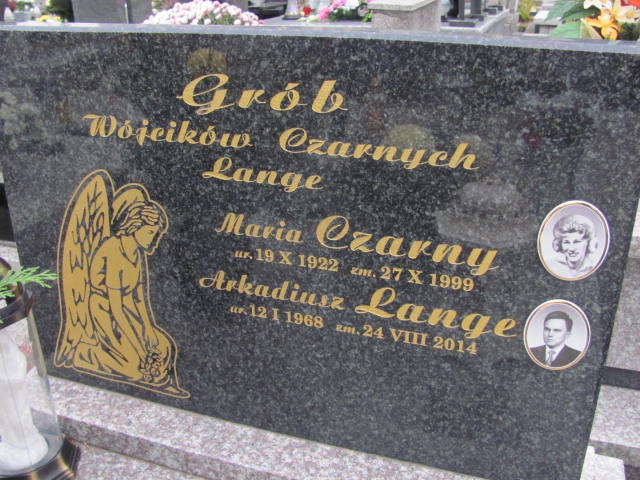 Grób
Wójcików Czarnych
Lange
Maria Czarny
ur. 19 X 1922 zm. 27 X 1999
Arkadiusz Lange
ur. 12 I 1968 zm. 24 VIII 2014